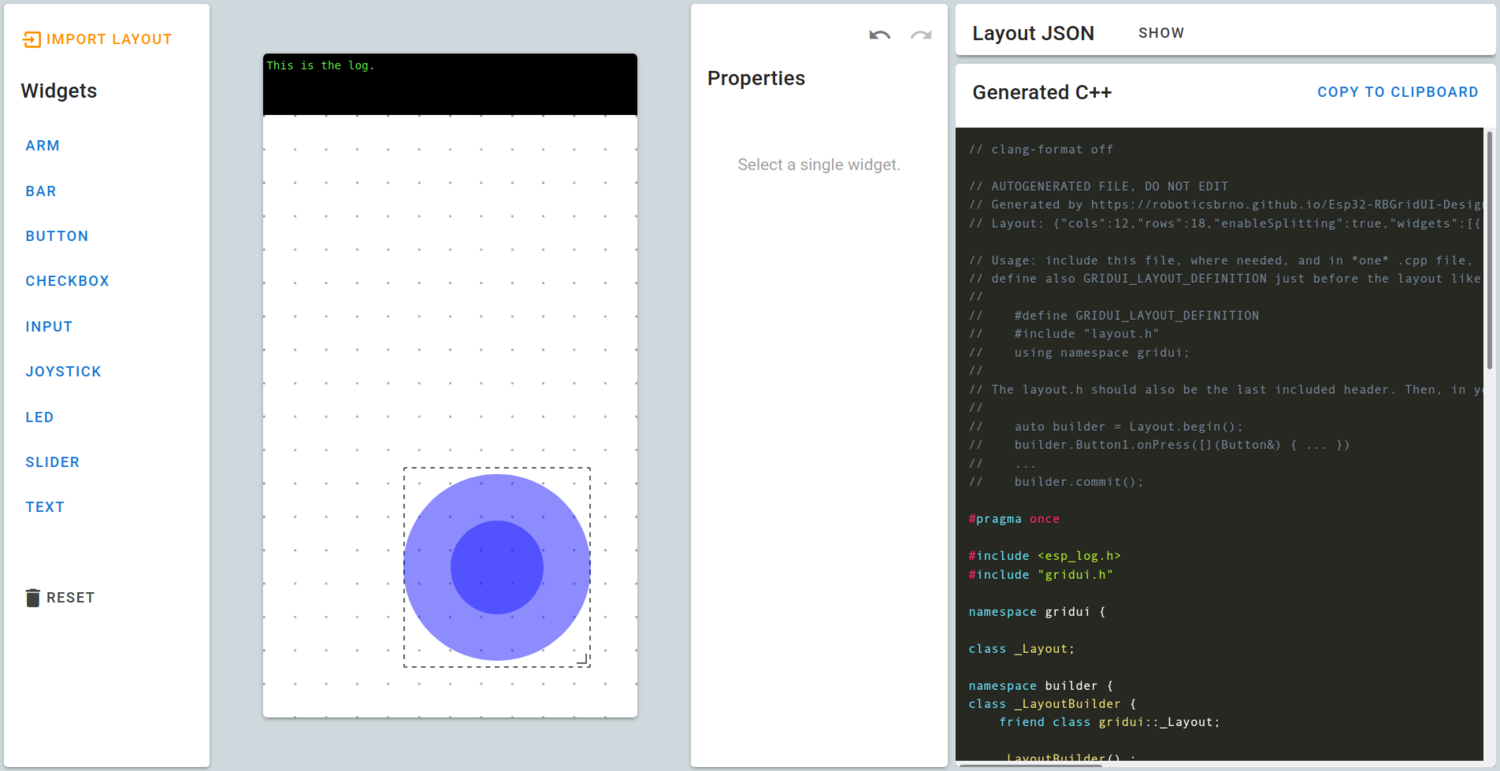 IMPORT LAYOUT
Widgets
ARM
BAR
BUTTON
CHECKBOX
INPUT
JOYSTICK
LED
SLIDER
TEXT
RESET
This is the log.
Properties
Select a single widget.
Layout JSON SHOW
Generated C++ COPY TO CLIPBOARD
// clang-format off
// AUTOGENERATED FILE, DO NOT EDIT
// Generated by https://roboticsbrno.github.io/Esp32-RBGridUI-Desig
// Layout: {"cols":12,"rows":18,"enableSplitting":true,"widgets":[{
// Usage: include this file, where needed, and in *one* .cpp file,
// define also GRIDUI_LAYOUT_DEFINITION just before the layout like
//
//    #define GRIDUI_LAYOUT_DEFINITION
//    #include "layout.h"
//    using namespace gridui;
//
// The layout.h should also be the last included header. Then, in y
//
//    auto builder = Layout.begin();
//    builder.Button1.onPress([](Button&) { ... })
//    ...
//    builder.commit();
#pragma once
#include <esp_log.h>
#include "gridui.h"
namespace gridui {
class _Layout;
namespace builder {
class _LayoutBuilder {
    friend class gridui::_Layout;